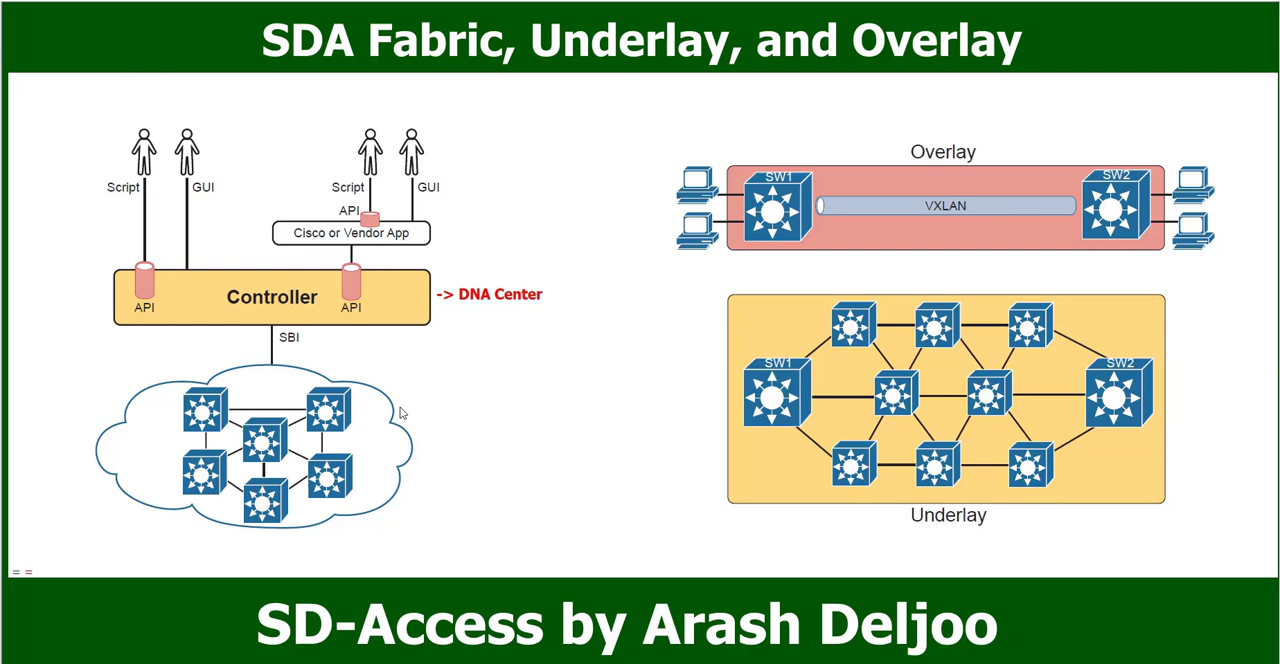 SDA Fabric, Underlay, and Overlay
Script
GUI
Script
GUI
API
Cisco or Vendor App
Controller
API
API
-> DNA Center
SBI
Overlay
SW1
VXLAN
SW2
SW1
SW2
Underlay
SD-Access by Arash Deljoo